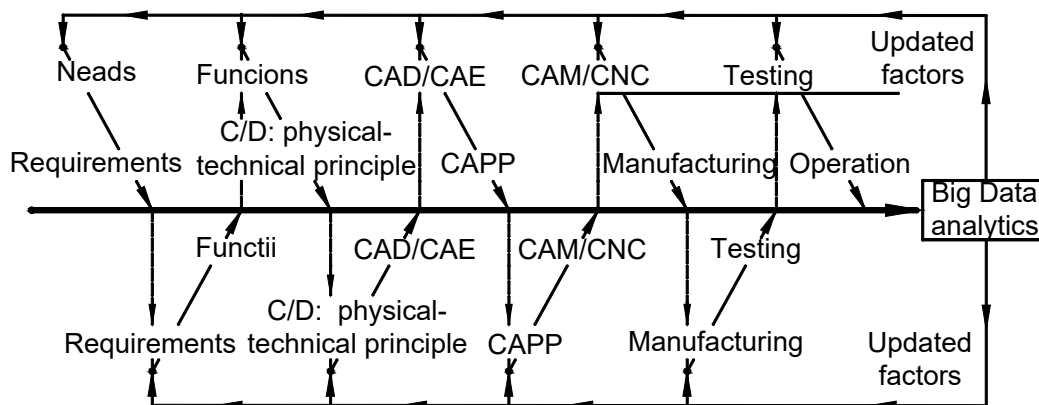 Neads
Funcions
CAD/CAE
CAM/CNC
Testing
Updated
factors
Requirements
C/D: physical-
technical principle
CAPP
Manufacturing
Operation
Big Data
analytics
Functii
CAD/CAE
CAM/CNC
Testing
Requirements
C/D: physical-
technical principle
CAPP
Manufacturing
Updated
factors